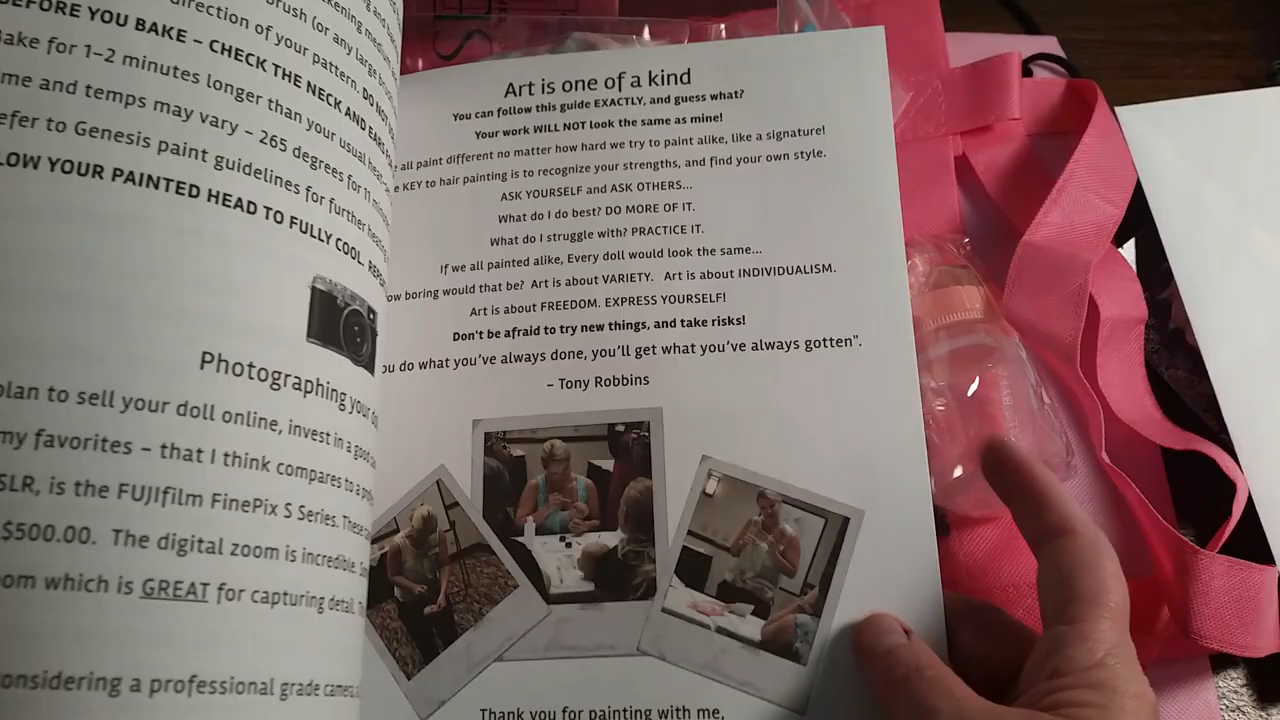 direction of your pattern. DO NOT
BEFORE YOU BAKE – CHECK THE NECK AND EARS
Bake for 1–2 minutes longer than your usual
me and temps may vary – 265 degrees for 11
efer to Genesis paint guidelines for further
LOW YOUR PAINTED HEAD TO FULLY COOL.
Photographing your
plan to sell your doll online, invest in a good
my favorites – that I think compares to a
SLR, is the FUJIfilm FinePix S Series. These
$500.00. The digital zoom is incredible.
om which is GREAT for capturing detail.
onsidering a professional grade camera
Art is one of a kind
You can follow this guide EXACTLY, and guess what?
Your work WILL NOT look the same as mine!
all paint different no matter how hard we try to paint alike, like a signature!
e KEY to hair painting is to recognize your strengths, and find your own style.
ASK YOURSELF and ASK OTHERS...
What do I do best? DO MORE OF IT.
What do I struggle with? PRACTICE IT.
If we all painted alike, Every doll would look the same...
ow boring would that be? Art is about VARIETY. Art is about INDIVIDUALISM.
Art is about FREEDOM. EXPRESS YOURSELF!
Don't be afraid to try new things, and take risks!
ou do what you've always done, you'll get what you've always gotten".
– Tony Robbins
Thank you for painting with me,